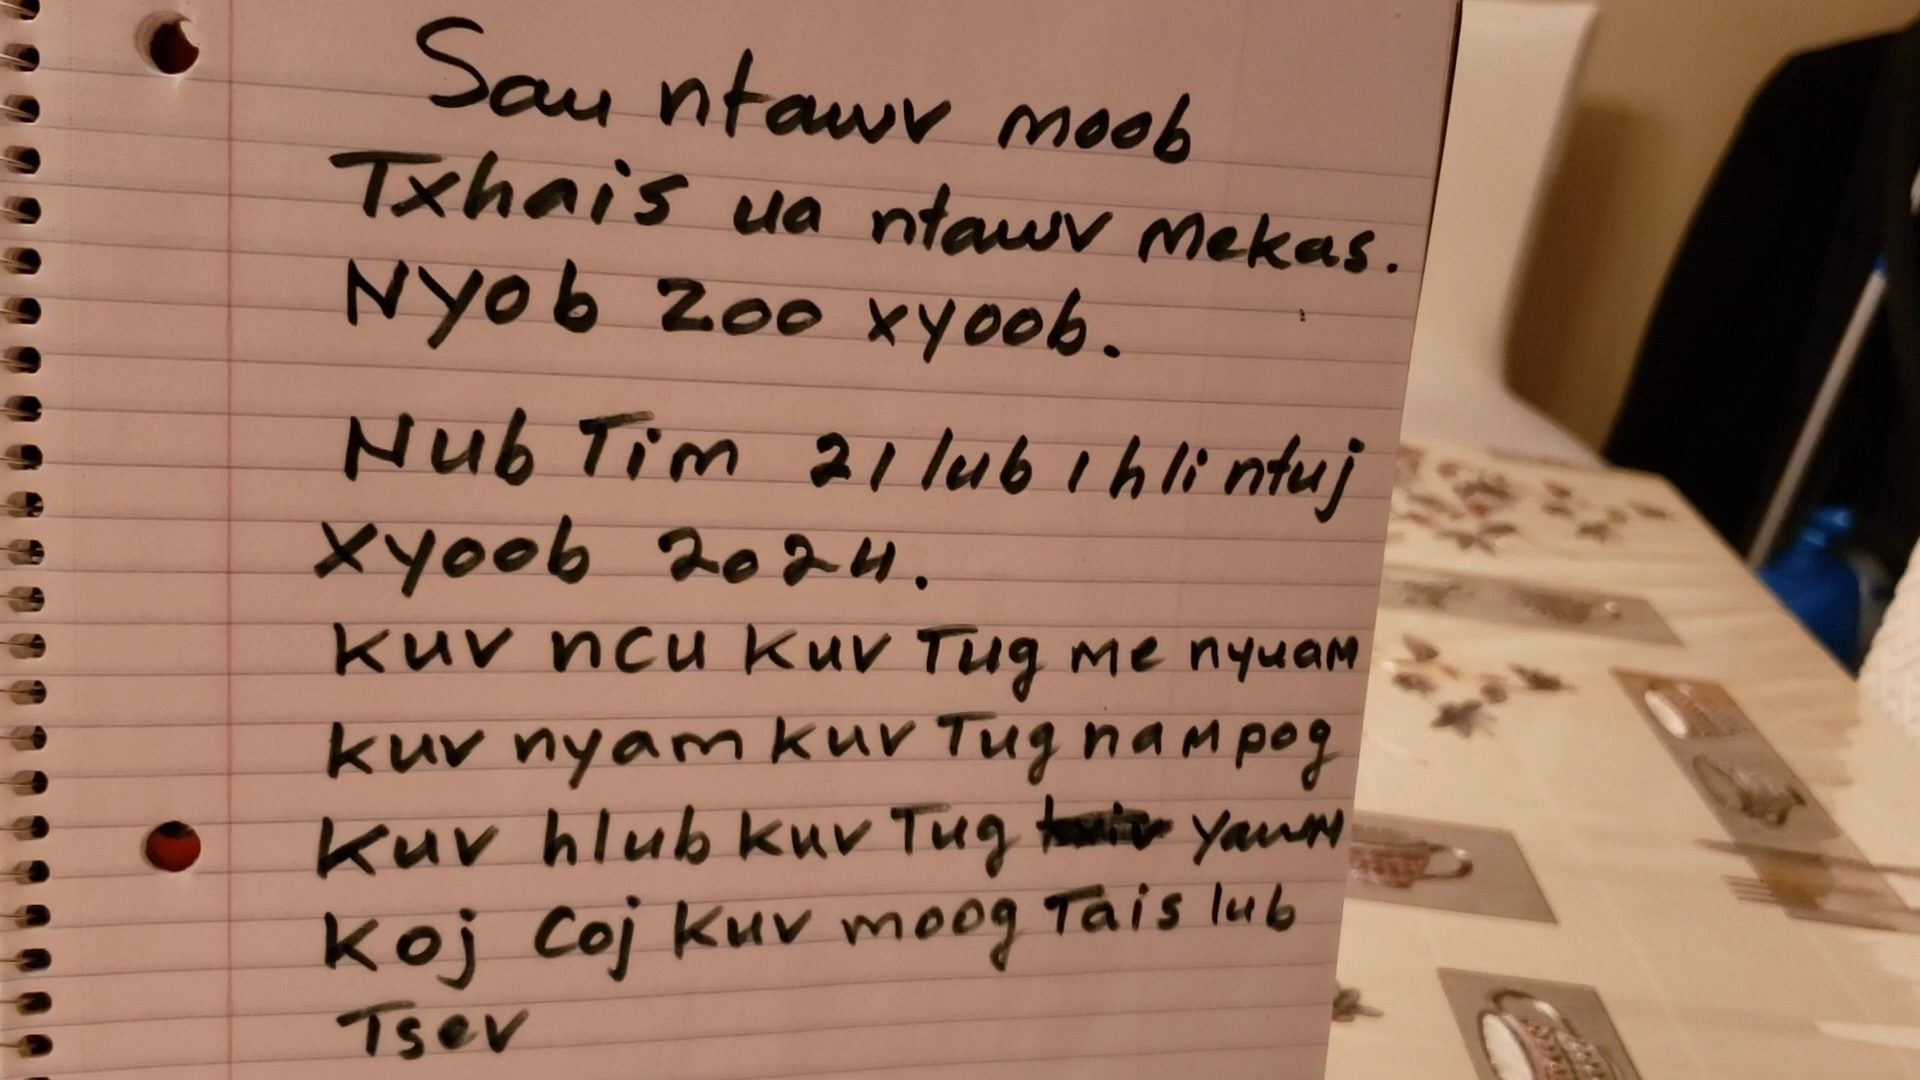 Sau ntawv moob
Txhais ua ntawv Mekas.
Nyob Zoo xyoob.
Nub Tim 21 lub 1 hli ntuj
xyoob 2024.
kuv ncu kuv Tug me nyuam
kuv nyam kuv Tug nam pog
kuv hlub kuv Tug yawm
koj coj kuv moog Tais lub
Tsev